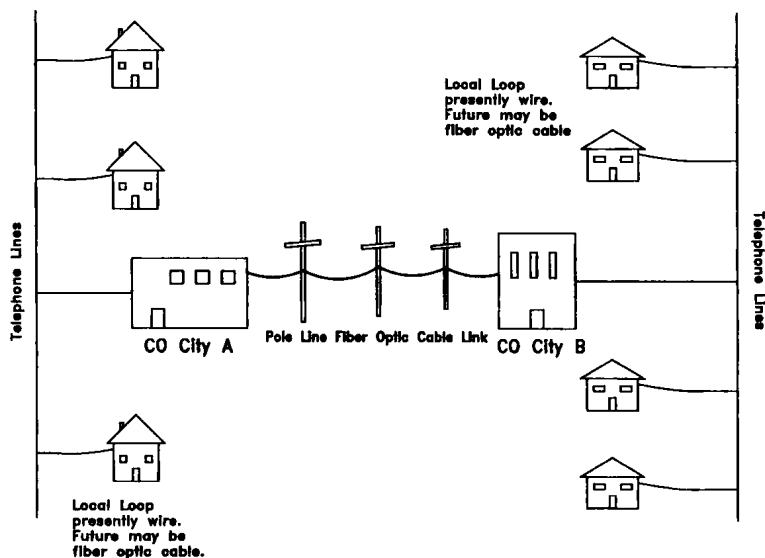 Local Loop
presently wire.
Future may be
fiber optic cable
Telephone Lines
Telephone Lines
Pole Line Fiber Optic Cable Link
CO City A
CO City B
Local Loop
presently wire.
Future may be
fiber optic cable.